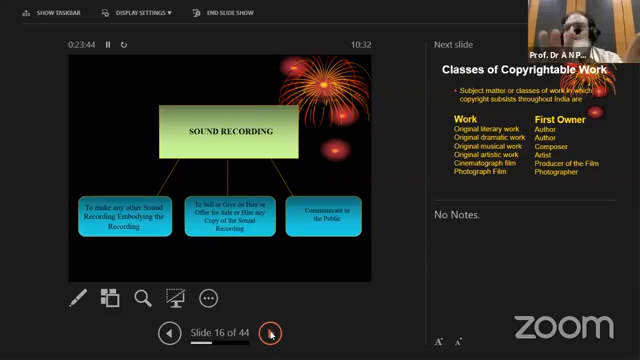 SHOW TASKBAR
DISPLAY SETTINGS ▼
END SLIDE SHOW
0:23:44
10:32
SOUND RECORDING
To make any other Sound
Recording Embodying the
Recording
To Sell or Give on Hire or
Offer for Sale or Hire any
Copy of the Sound
Recording
Communicate to
the Public
Slide 16 of 44
Next slide
Prof. Dr A N P...
Classes of Copyrightable Work
• Subject matter or classes of work in which
copyright subsists throughout India are
Work First Owner
Original literary work Author
Original dramatic work Author
Original musical work Composer
Original artistic work Artist
Cinematograph film Producer of the Film
Photograph Film Photographer
No Notes.
A A
zoom